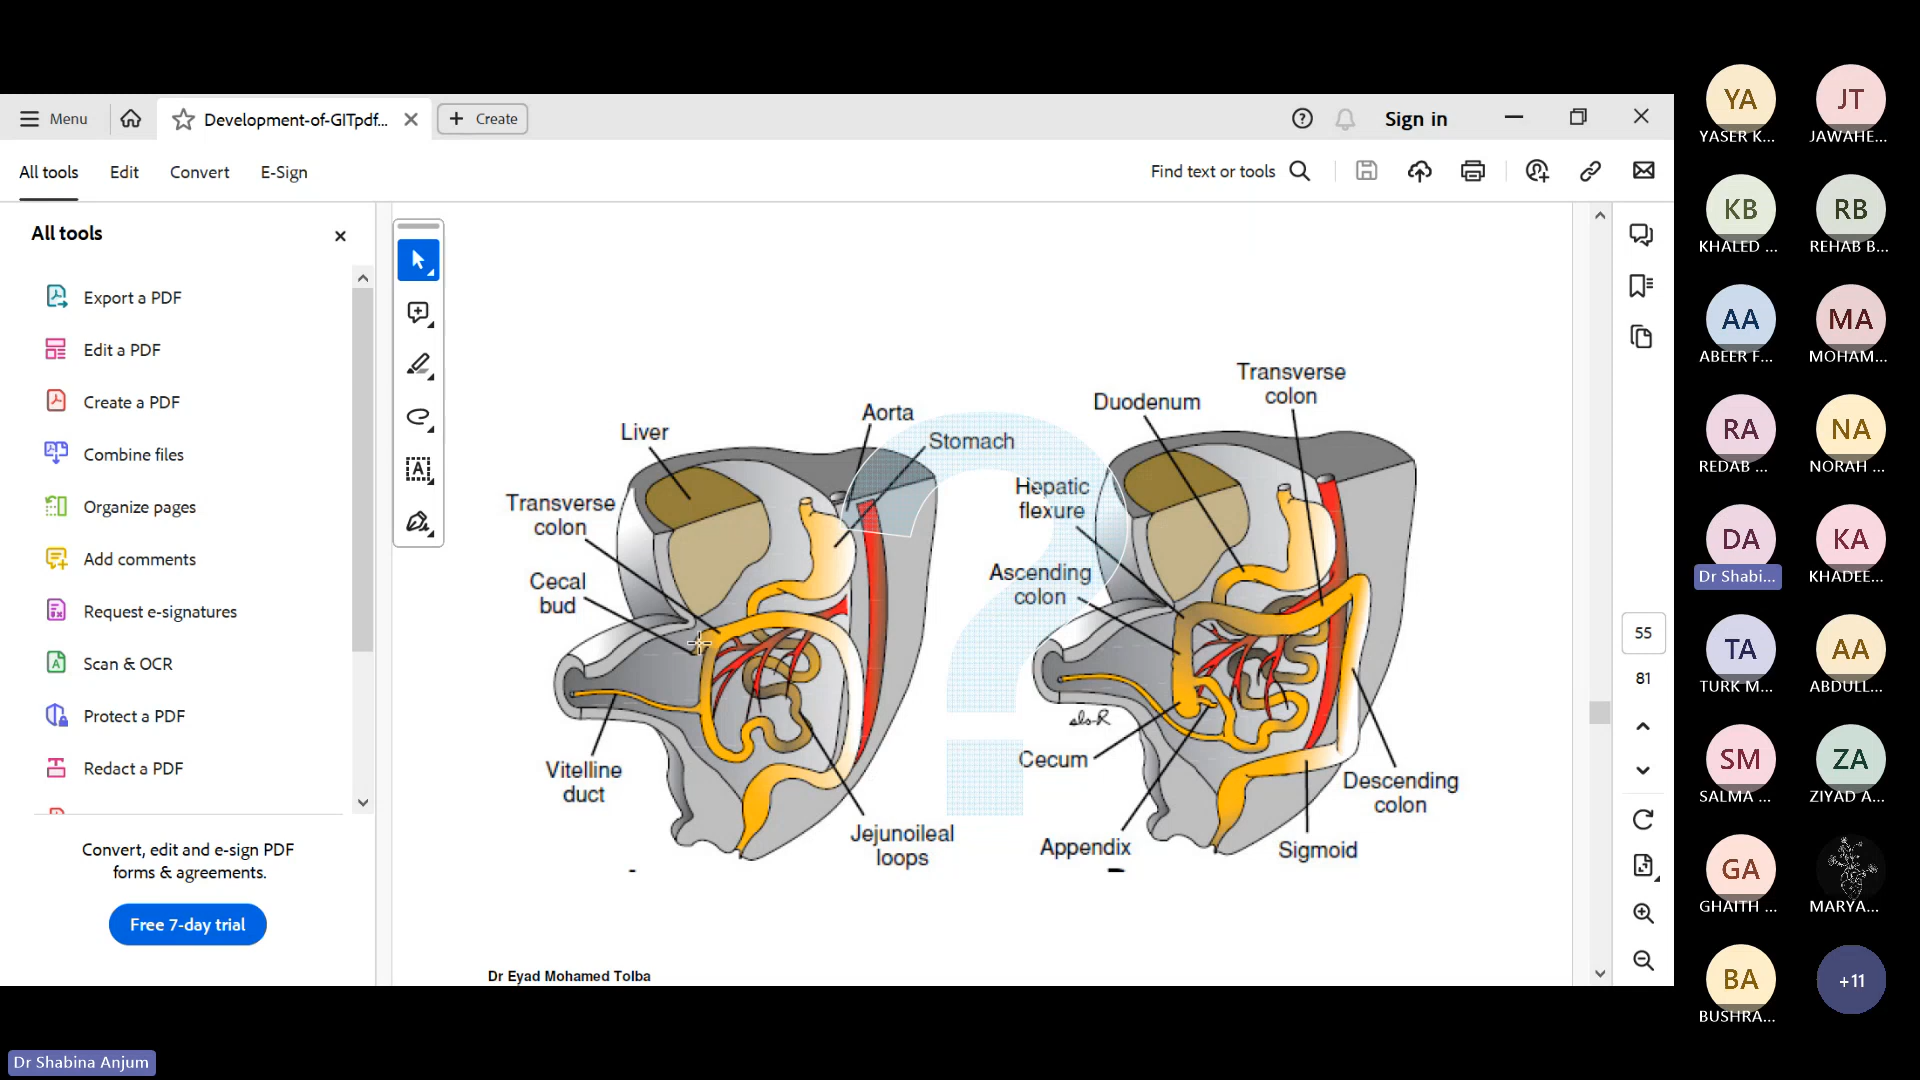 Menu
Development-of-GITpdf...
Create
Sign in
All tools
Edit
Convert
E-Sign
Find text or tools
All tools
Export a PDF
Edit a PDF
Create a PDF
Combine files
Organize pages
Add comments
Request e-signatures
Scan & OCR
Protect a PDF
Redact a PDF
Convert, edit and e-sign PDF
forms & agreements.
Free 7-day trial
Liver
Aorta
Stomach
Transverse
colon
Cecal
bud
Vitelline
duct
Jejunoileal
loops
Duodenum
Transverse
colon
Hepatic
flexure
Ascending
colon
Cecum
Appendix
Sigmoid
Descending
colon
Dr Eyad Mohamed Tolba
55
81
YA
YASER K...
JT
JAWAHE...
KB
KHALED ...
RB
REHAB B...
AA
ABEER F...
MA
MOHAM...
RA
REDAB ...
NA
NORAH ...
DA
Dr Shabi...
KA
KHADEE...
TA
TURK M...
AA
ABDULL...
SM
SALMA ...
ZA
ZIYAD A...
GA
GHAITH ...
MARYA...
BA
BUSHRA...
+11
Dr Shabina Anjum